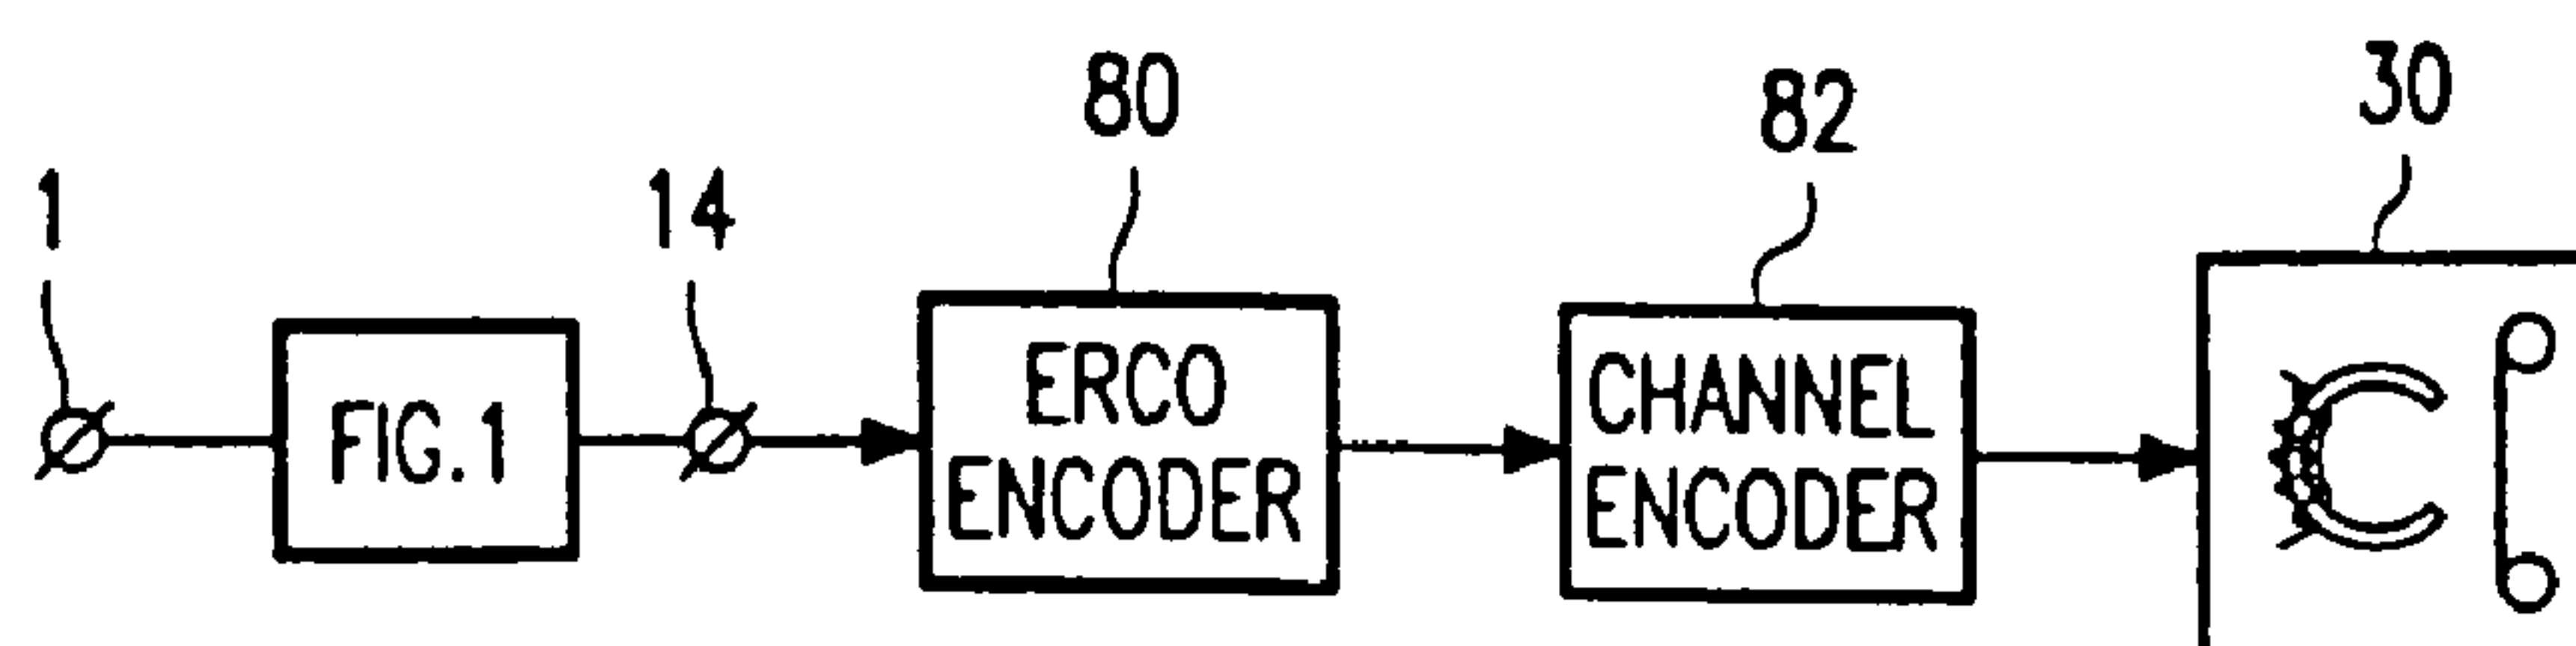 80
82
30
1
14
FIG.1
ERCO
ENCODER
CHANNEL
ENCODER